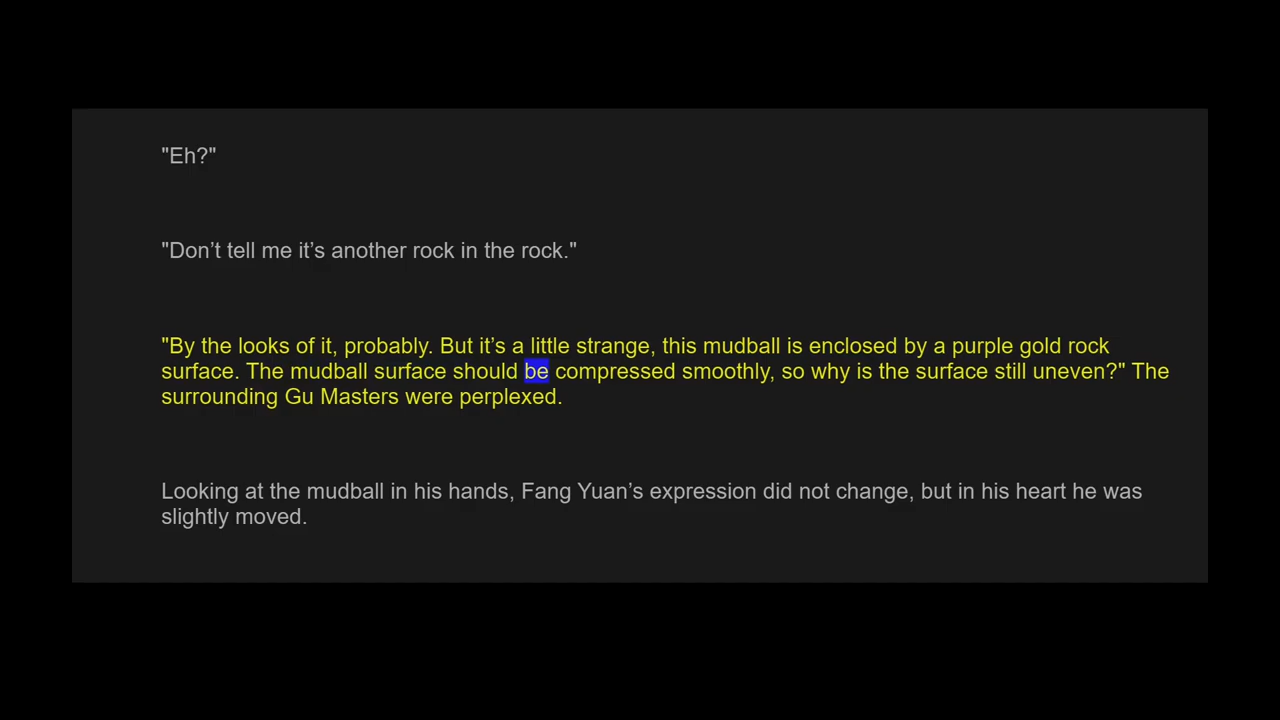 "Eh?"
"Don’t tell me it’s another rock in the rock."
"By the looks of it, probably. But it’s a little strange, this mudball is enclosed by a purple gold rock
surface. The mudball surface should be compressed smoothly, so why is the surface still uneven?" The
surrounding Gu Masters were perplexed.
Looking at the mudball in his hands, Fang Yuan’s expression did not change, but in his heart he was
slightly moved.